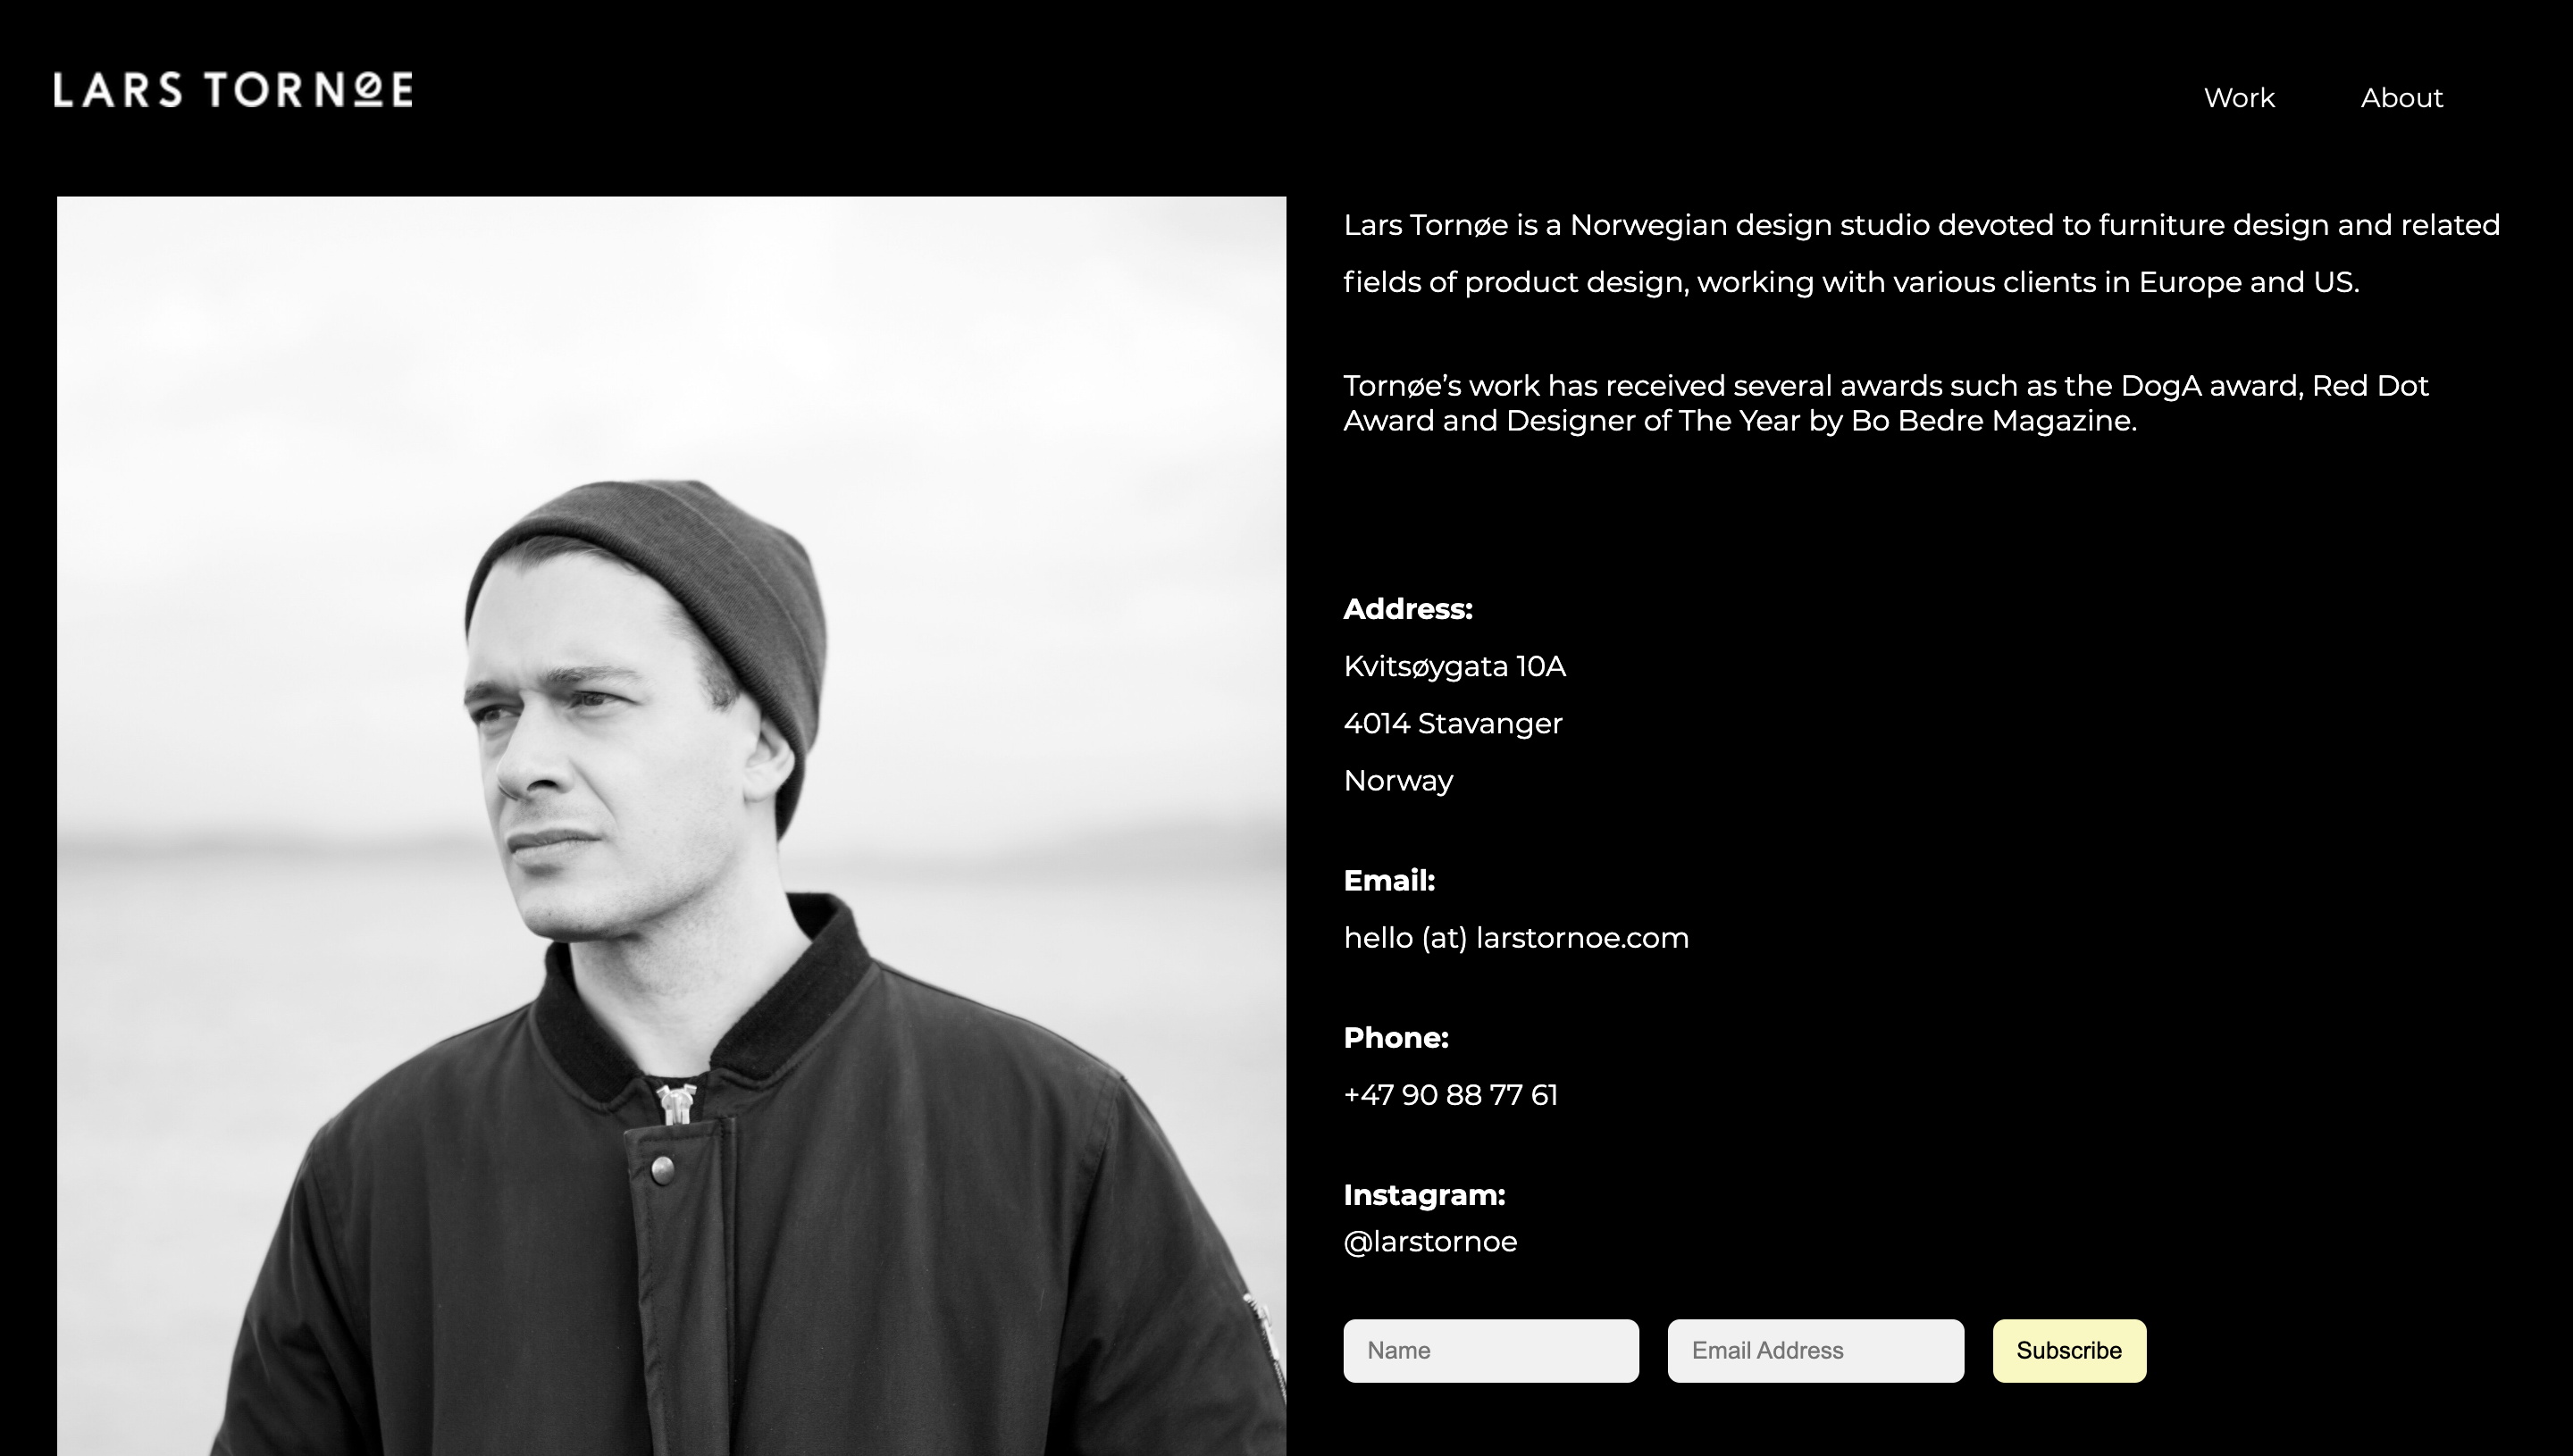 LARS TORNØE
Work
About
Lars Tornøe is a Norwegian design studio devoted to furniture design and related
fields of product design, working with various clients in Europe and US.
Tornøe’s work has received several awards such as the DogA award, Red Dot
Award and Designer of The Year by Bo Bedre Magazine.
Address:
Kvitsøygata 10A
4014 Stavanger
Norway
Email:
hello (at) larstornoe.com
Phone:
+47 90 88 77 61
Instagram:
@larstornoe
Name
Email Address
Subscribe